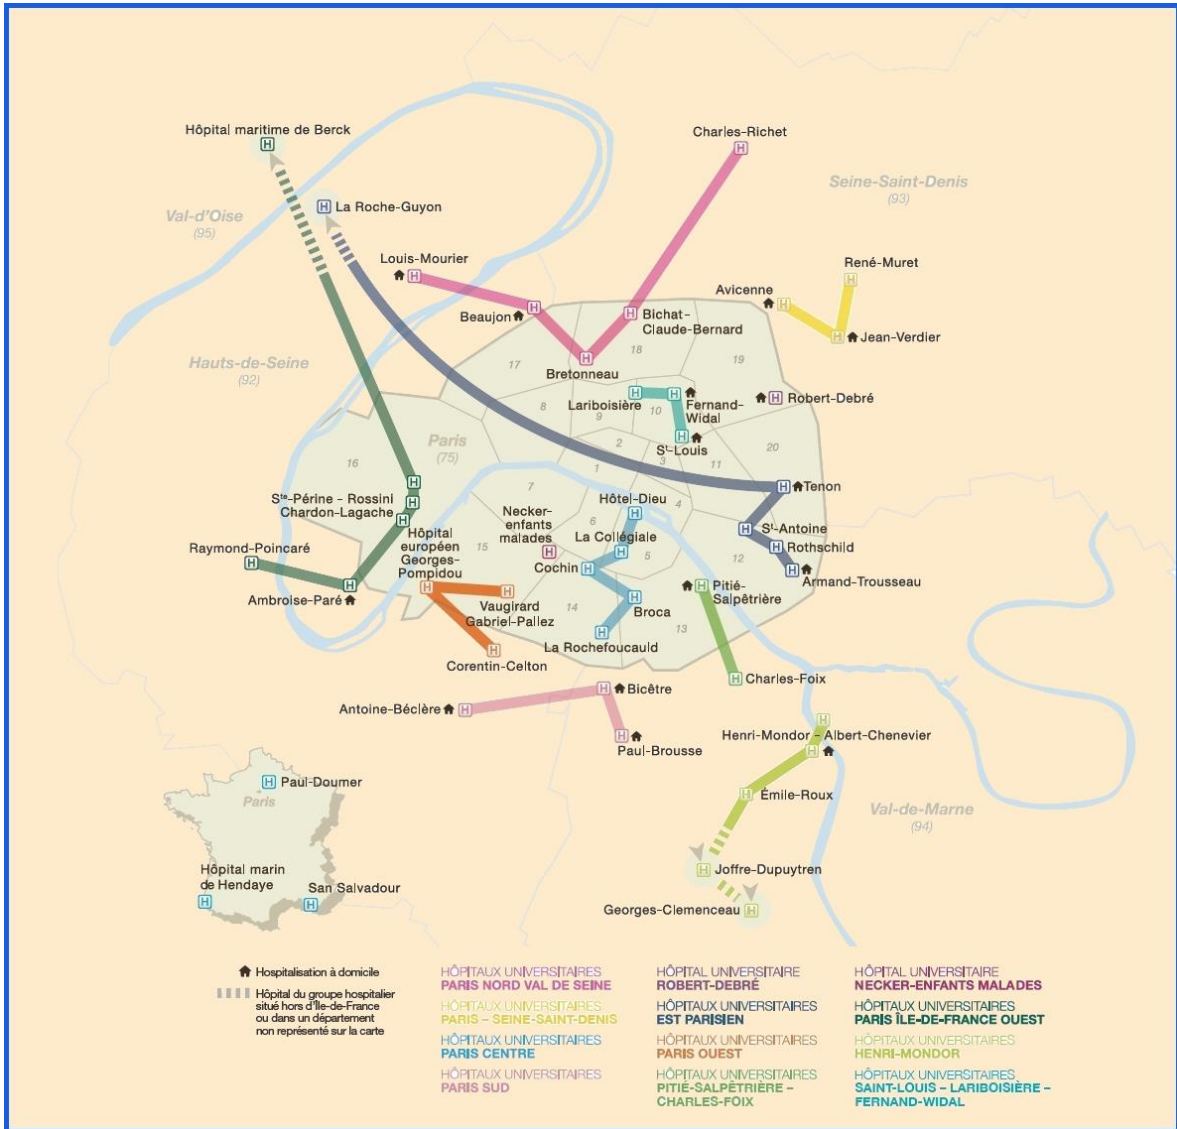 Hôpital maritime de Berck
Charles-Richet
Seine-Saint-Denis
(93)
Val-d'Oise
(95)
La Roche-Guyon
Louis-Mourier
René-Muret
Avicenne
Beaujon
Bichat-
Claude-Bernard
Jean-Verdier
Hauts-de-Seine
(92)
17
18
19
Bretonneau
Lariboisière
Fernand-
Widal
Robert-Debré
8
9
10
St-Louis
Paris
(75)
2
3
11
20
16
1
7
Tenon
Ste-Périne - Rossini
Chardon-Lagache
Hôtel-Dieu
4
Necker-
enfants
malades
6
La Collégiale
St-Antoine
Hôpital
européen
Georges-
Pompidou
15
5
12
Rothschild
Raymond-Poincaré
Cochin
Armand-Trousseau
Ambroise-Paré
Vaugirard
Gabriel-Pallez
14
Broca
Pitié-
Salpêtrière
13
La Rochefoucauld
Corentin-Celton
Charles-Foix
Bicêtre
Antoine-Béclère
Paul-Brousse
Henri-Mondor - Albert-Chenevier
Émile-Roux
Val-de-Marne
(94)
Paul-Doumer
Paris
Joffre-Dupuytren
Hôpital marin
de Hendaye
San Salvadour
Georges-Clemenceau
Hospitalisation à domicile
Hôpital du groupe hospitalier
situé hors d'Île-de-France
ou dans un département
non représenté sur la carte
HÔPITAUX UNIVERSITAIRES
PARIS NORD VAL DE SEINE
HÔPITAUX UNIVERSITAIRES
PARIS – SEINE-SAINT-DENIS
HÔPITAUX UNIVERSITAIRES
PARIS CENTRE
HÔPITAUX UNIVERSITAIRES
PARIS SUD
HÔPITAL UNIVERSITAIRE
ROBERT-DEBRÉ
HÔPITAUX UNIVERSITAIRES
EST PARISIEN
HÔPITAUX UNIVERSITAIRES
PARIS OUEST
HÔPITAUX UNIVERSITAIRES
PITIÉ-SALPÊTRIÈRE –
CHARLES-FOIX
HÔPITAL UNIVERSITAIRE
NECKER-ENFANTS MALADES
HÔPITAUX UNIVERSITAIRES
PARIS ÎLE-DE-FRANCE OUEST
HÔPITAUX UNIVERSITAIRES
HENRI-MONDOR
HÔPITAUX UNIVERSITAIRES
SAINT-LOUIS – LARIBOISIÈRE –
FERNAND-WIDAL